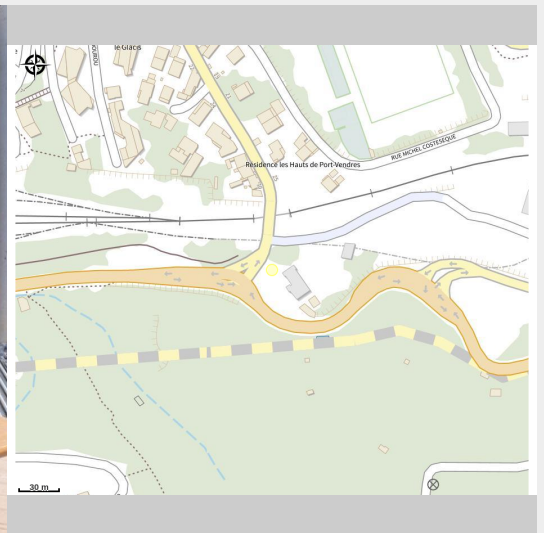 le Glacis
Résidence les Hauts de Port-Vendres
RUE MICHEL COSTESEQUE
30 m